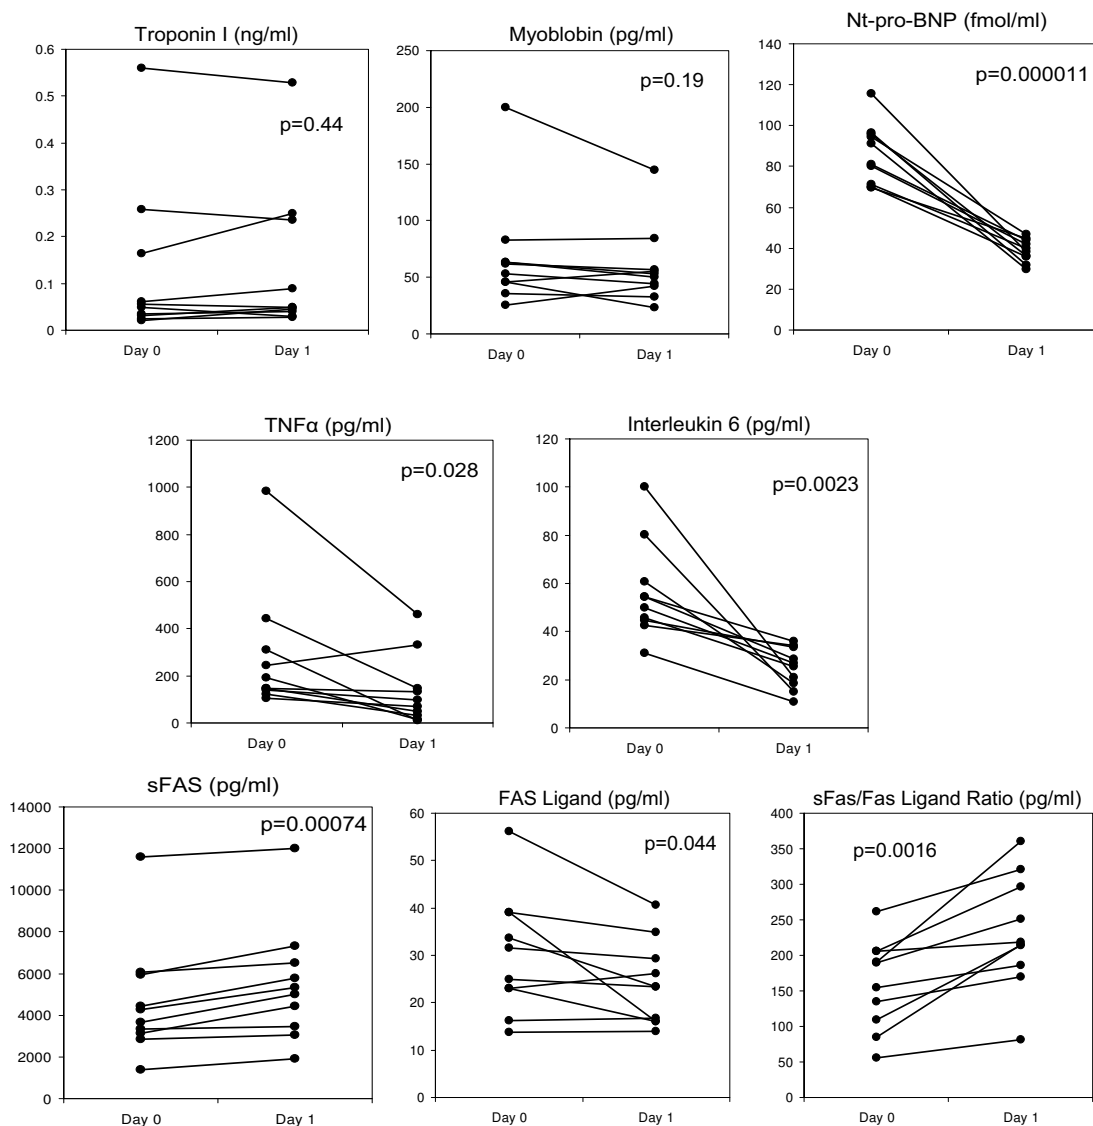 Troponin I (ng/ml)
0.6
0.5
0.4
0.3
0.2
0.1
0
p=0.44
Day 0 Day 1
Myoblobin (pg/ml)
250
200
150
100
50
0
p=0.19
Day 0 Day 1
Nt-pro-BNP (fmol/ml)
140
120
100
80
60
40
20
0
p=0.000011
Day 0 Day 1
TNFα (pg/ml)
1200
1000
800
600
400
200
0
p=0.028
Day 0 Day 1
Interleukin 6 (pg/ml)
120
100
80
60
40
20
0
p=0.0023
Day 0 Day 1
sFAS (pg/ml)
14000
12000
10000
8000
6000
4000
2000
0
p=0.00074
Day 0 Day 1
FAS Ligand (pg/ml)
60
50
40
30
20
10
0
p=0.044
Day 0 Day 1
sFas/Fas Ligand Ratio (pg/ml)
400
350
300
250
200
150
100
50
0
p=0.0016
Day 0 Day 1